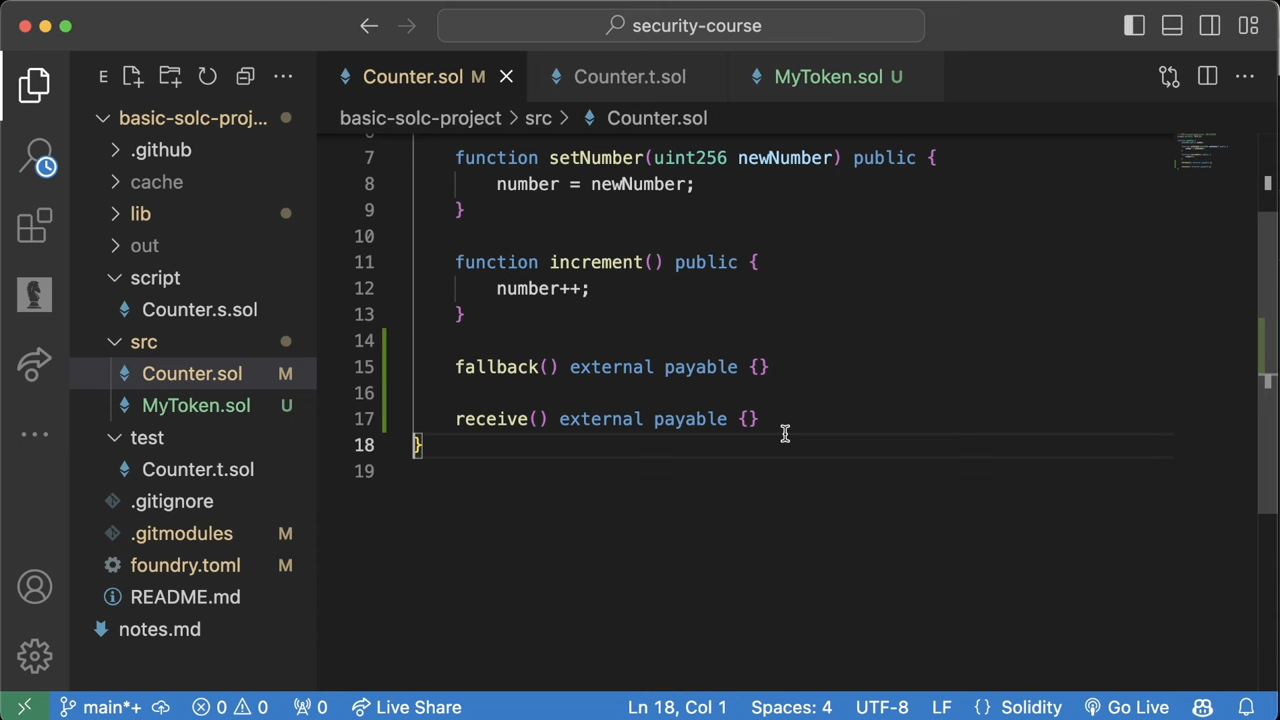 security-course
E
Counter.sol M
Counter.t.sol
MyToken.sol U
basic-solc-project > src > Counter.sol
basic-solc-proj...
.github
cache
lib
out
script
Counter.s.sol
src
Counter.sol M
MyToken.sol U
test
Counter.t.sol
.gitignore
.gitmodules M
foundry.toml M
README.md
notes.md
7 function setNumber(uint256 newNumber) public {
8 number = newNumber;
9 }
10
11 function increment() public {
12 number++;
13 }
14
15 fallback() external payable {}
16
17 receive() external payable {}
18 }
19
main*+ 0 0 0 Live Share Ln 18, Col 1 Spaces: 4 UTF-8 LF {} Solidity Go Live